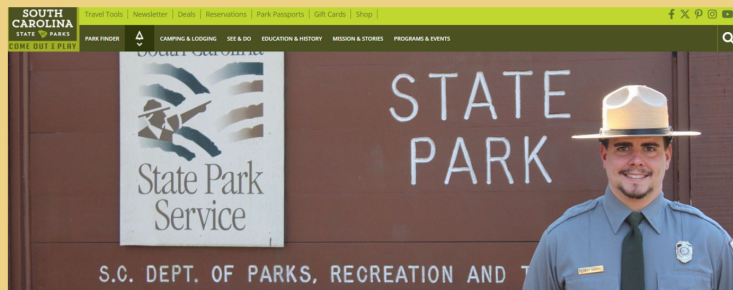 SOUTH
CAROLINA
STATE PARKS
COME OUT & PLAY
Travel Tools | Newsletter | Deals | Reservations | Park Passports | Gift Cards | Shop |
PARK FINDER
CAMPING & LODGING
SEE & DO
EDUCATION & HISTORY
MISSION & STORIES
PROGRAMS & EVENTS
South Carolina
State Park
Service
STATE
PARK
S.C. DEPT. OF PARKS, RECREATION AND T